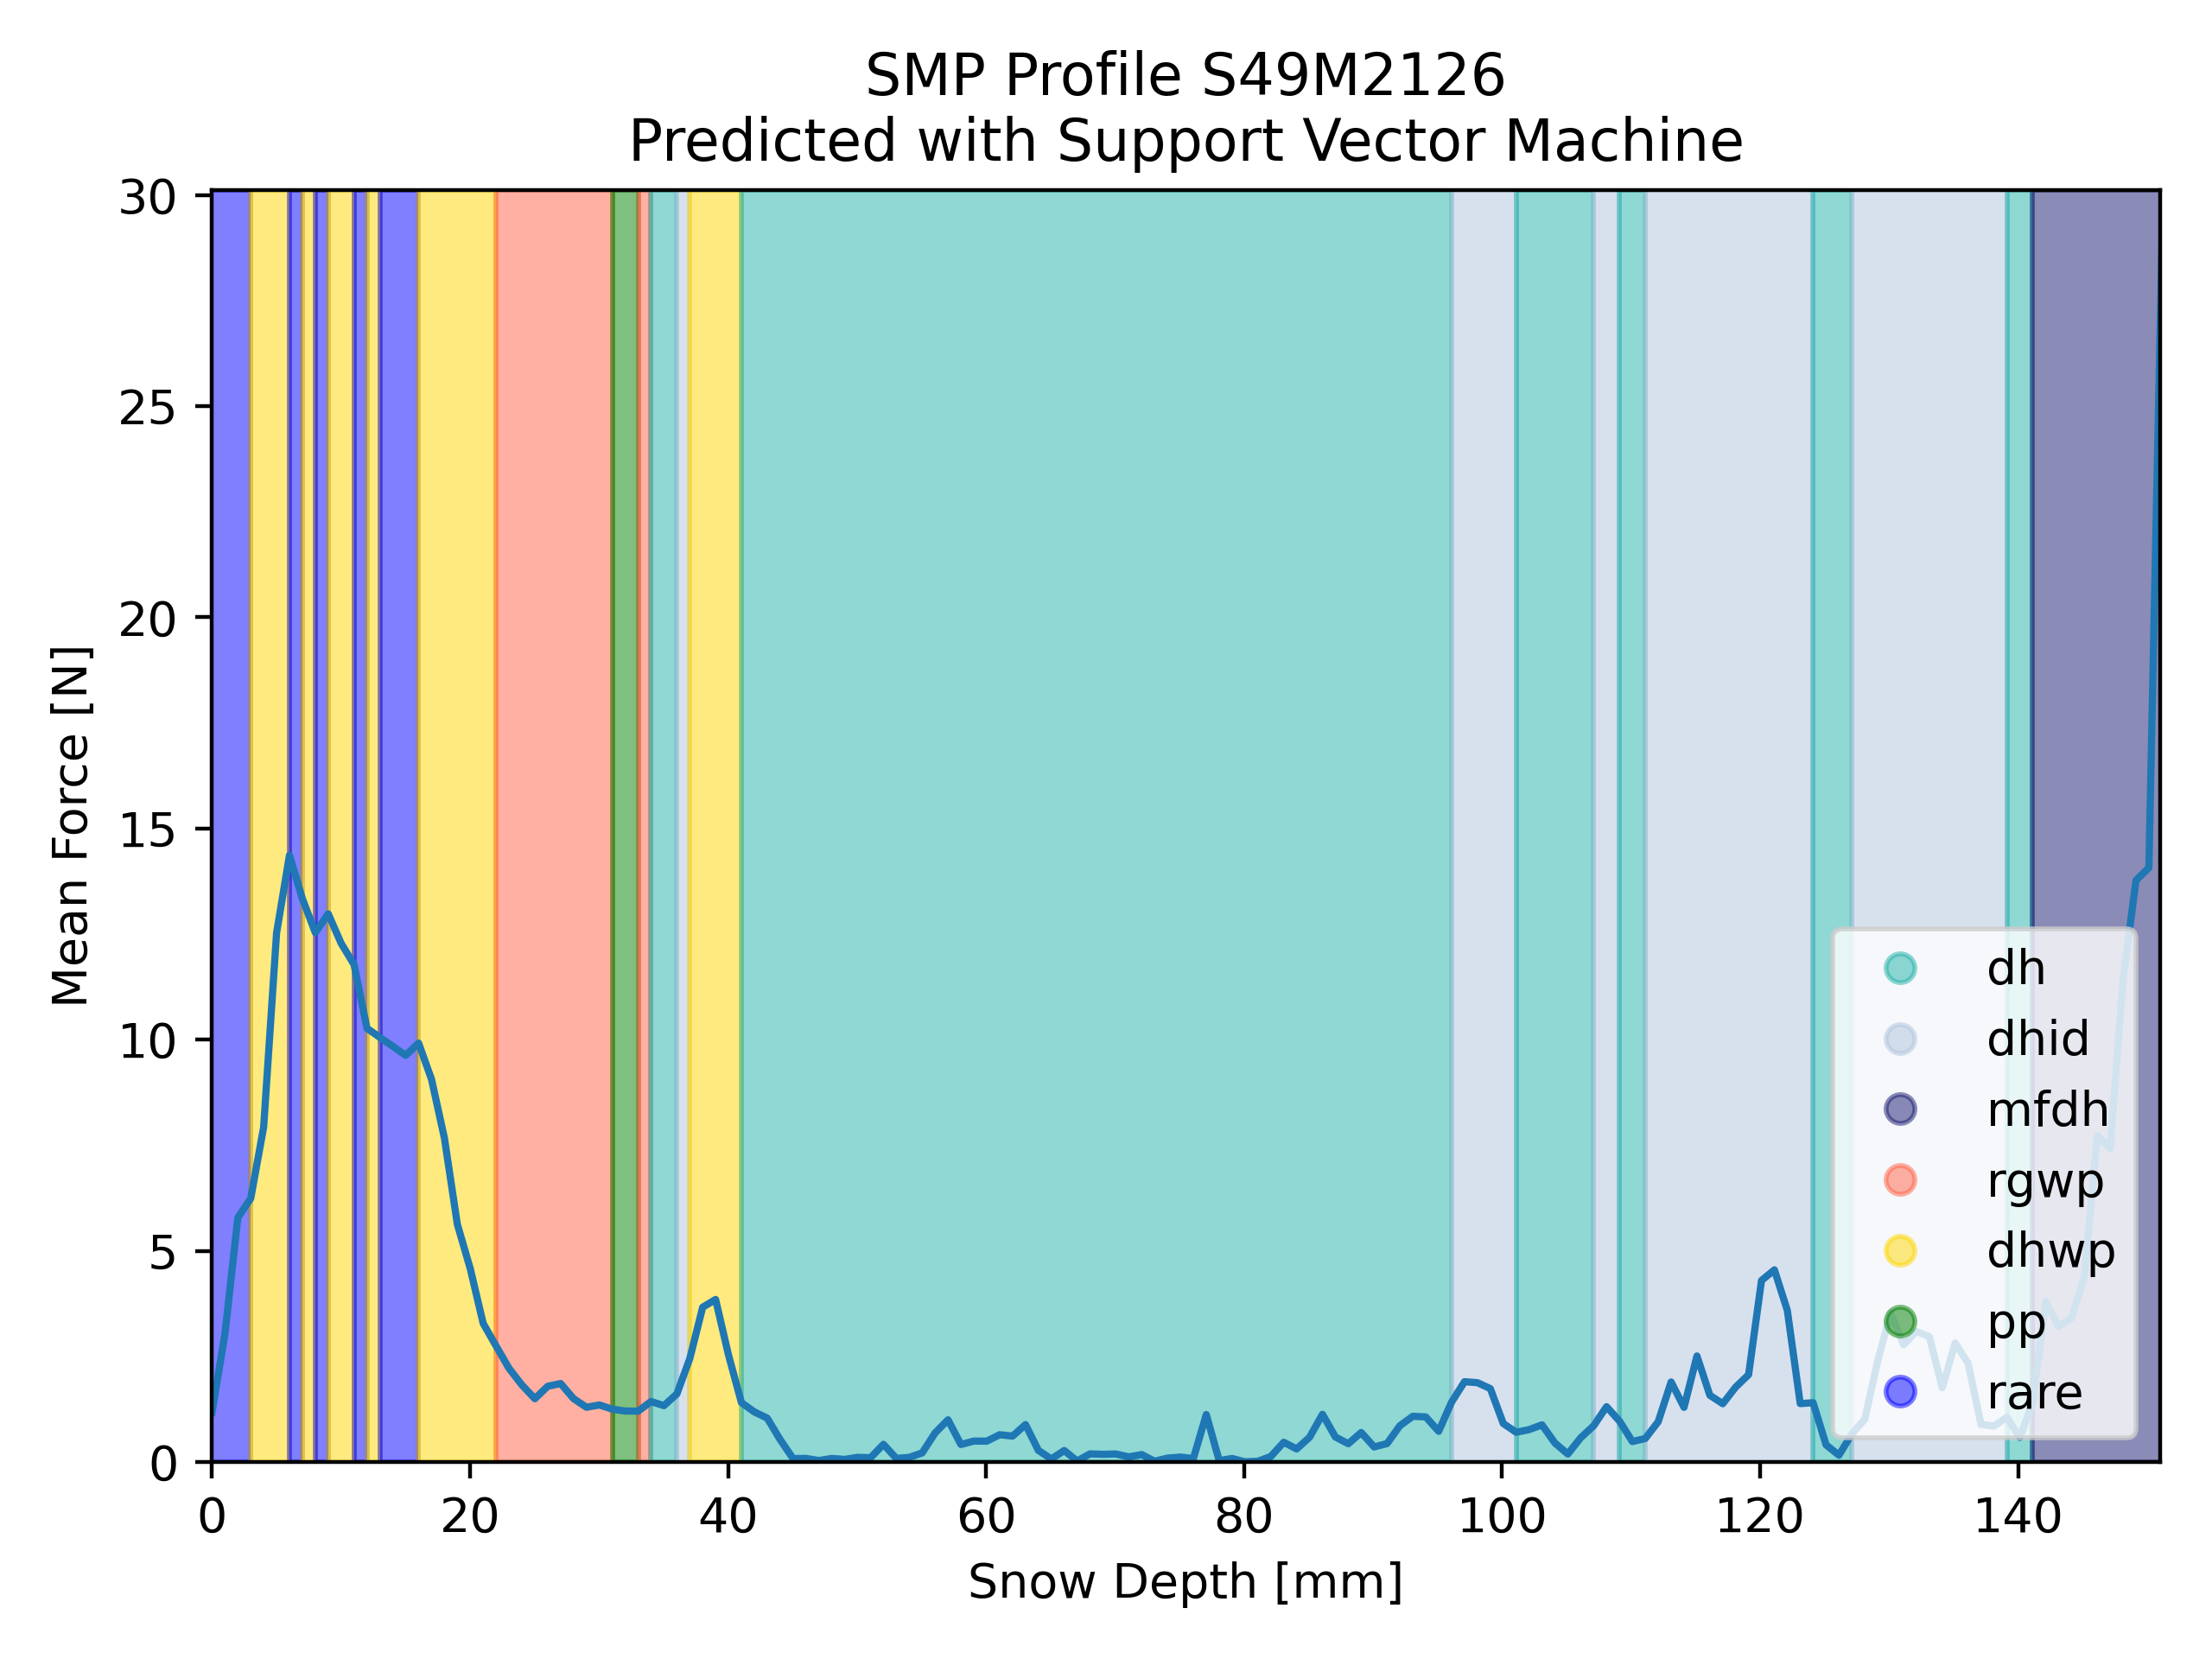 SMP Profile S49M2126
Predicted with Support Vector Machine
30
25
20
15
10
5
0
Mean Force [N]
dh
dhid
mfdh
rgwp
dhwp
pp
rare
0 20 40 60 80 100 120 140
Snow Depth [mm]